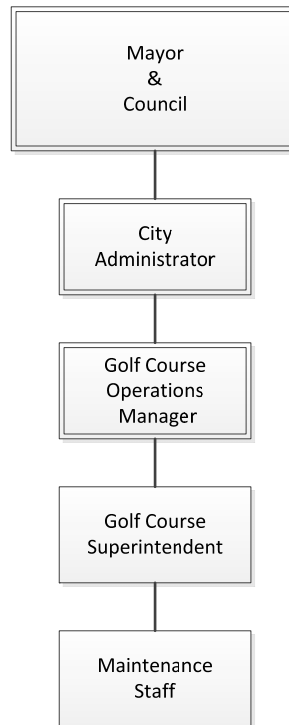 Mayor
&
Council
City
Administrator
Golf Course
Operations
Manager
Golf Course
Superintendent
Maintenance
Staff